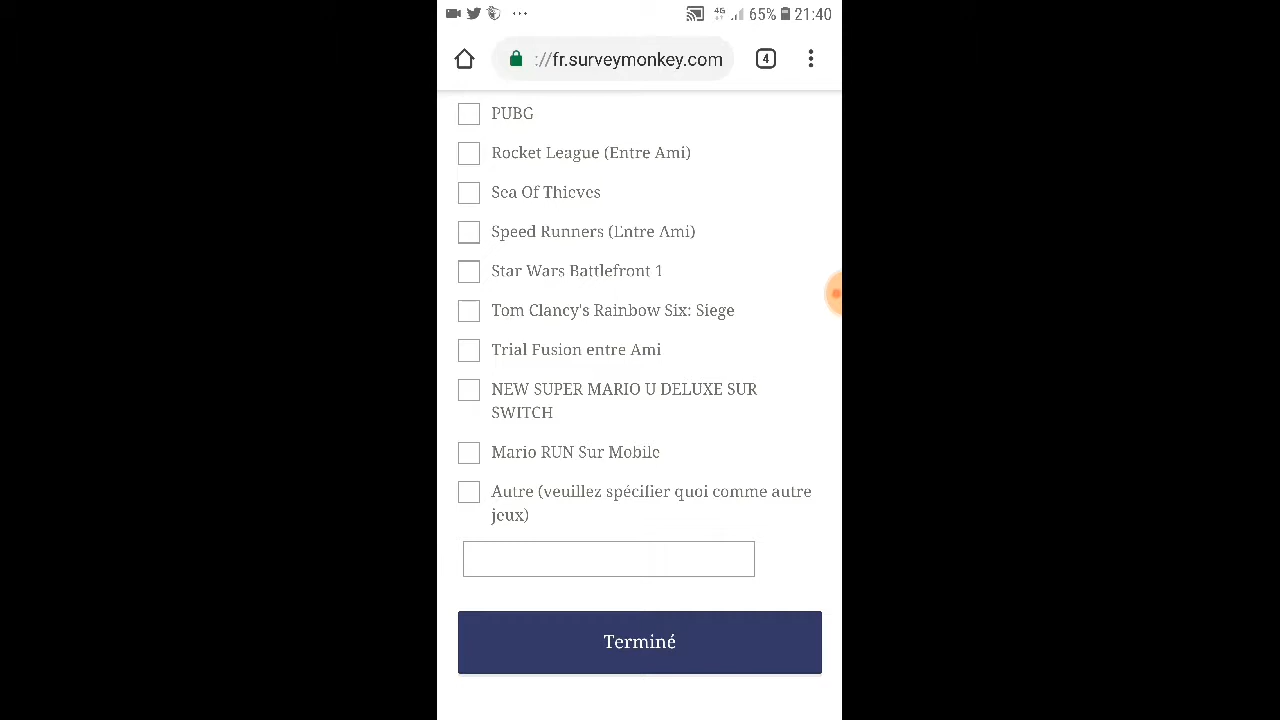 4G 65% 21:40
://fr.surveymonkey.com 4
PUBG
Rocket League (Entre Ami)
Sea Of Thieves
Speed Runners (Entre Ami)
Star Wars Battlefront 1
Tom Clancy's Rainbow Six: Siege
Trial Fusion entre Ami
NEW SUPER MARIO U DELUXE SUR
SWITCH
Mario RUN Sur Mobile
Autre (veuillez spécifier quoi comme autre
jeux)
Terminé